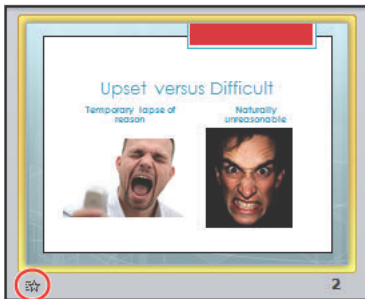 Upset versus Difficult
Temporary lapse of
reason
Naturally
unreasonable
2